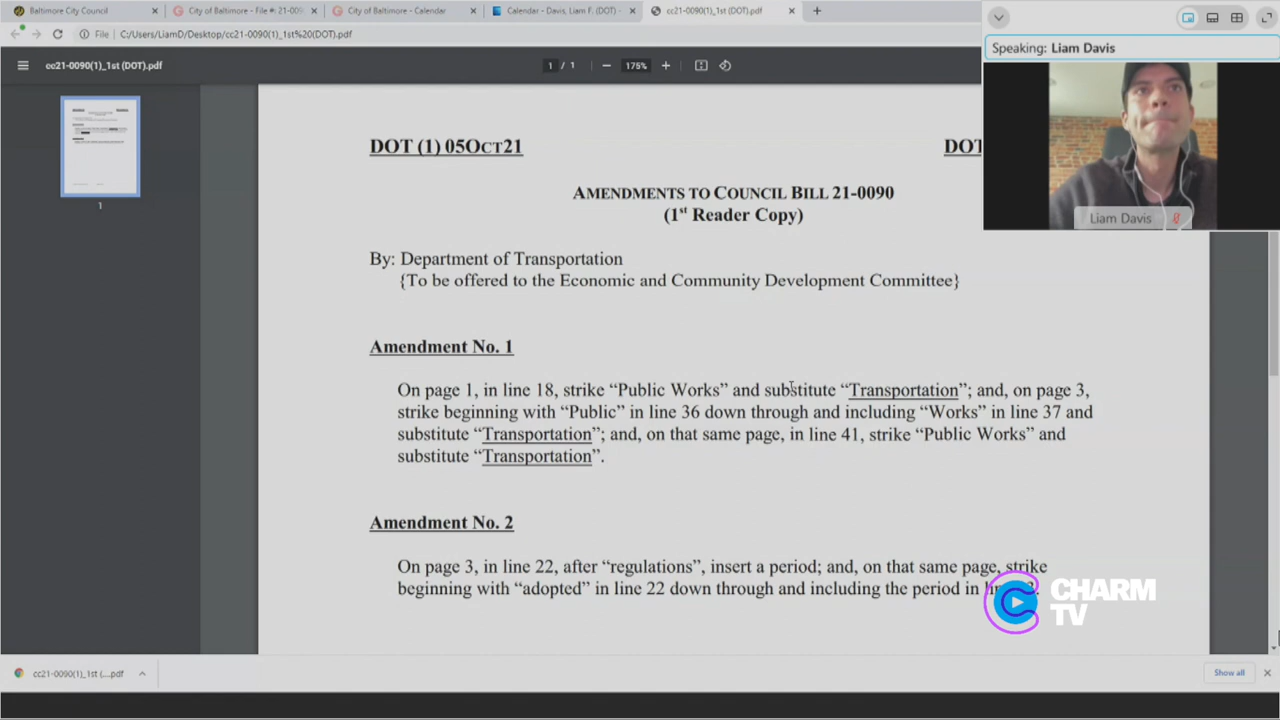 Baltimore City Council
City of Baltimore - File #: 21-009
City of Baltimore - Calendar
Calendar - Davis, Liam F. (DOT) -
cc21-0090(1)_1st (DOT).pdf
File
C:/Users/LiamD/Desktop/cc21-0090(1)_1st%20(DOT).pdf
Speaking: Liam Davis
cc21-0090(1)_1st (DOT).pdf
1 / 1
175%
Liam Davis
1
DOT (1) 05OCT21
DOT
AMENDMENTS TO COUNCIL BILL 21-0090
(1st Reader Copy)
By: Department of Transportation
{To be offered to the Economic and Community Development Committee}
Amendment No. 1
On page 1, in line 18, strike “Public Works” and substitute “Transportation”; and, on page 3,
strike beginning with “Public” in line 36 down through and including “Works” in line 37 and
substitute “Transportation”; and, on that same page, in line 41, strike “Public Works” and
substitute “Transportation”.
Amendment No. 2
On page 3, in line 22, after “regulations”, insert a period; and, on that same page, strike
beginning with “adopted” in line 22 down through and including the period in
CHARM
TV
cc21-0090(1)_1st (....pdf
Show all